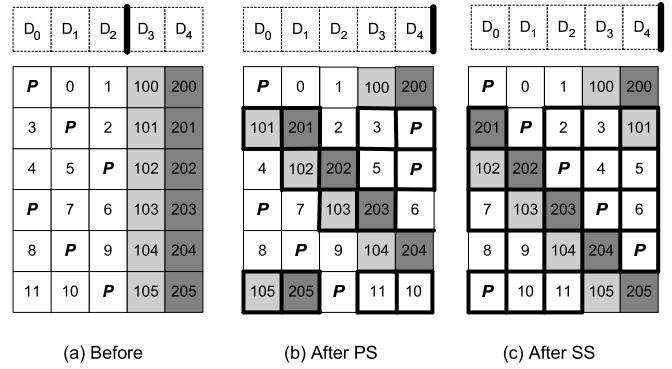 D0 D1 D2 D3 D4
P 0 1 100 200
3 P 2 101 201
4 5 P 102 202
P 7 6 103 203
8 P 9 104 204
11 10 P 105 205
(a) Before
D0 D1 D2 D3 D4
P 0 1 100 200
101 201 2 3 P
4 102 202 5 P
P 7 103 203 6
8 P 9 104 204
105 205 P 11 10
(b) After PS
D0 D1 D2 D3 D4
P 0 1 100 200
201 P 2 3 101
102 202 P 4 5
7 103 203 P 6
8 9 104 204 P
P 10 11 105 205
(c) After SS